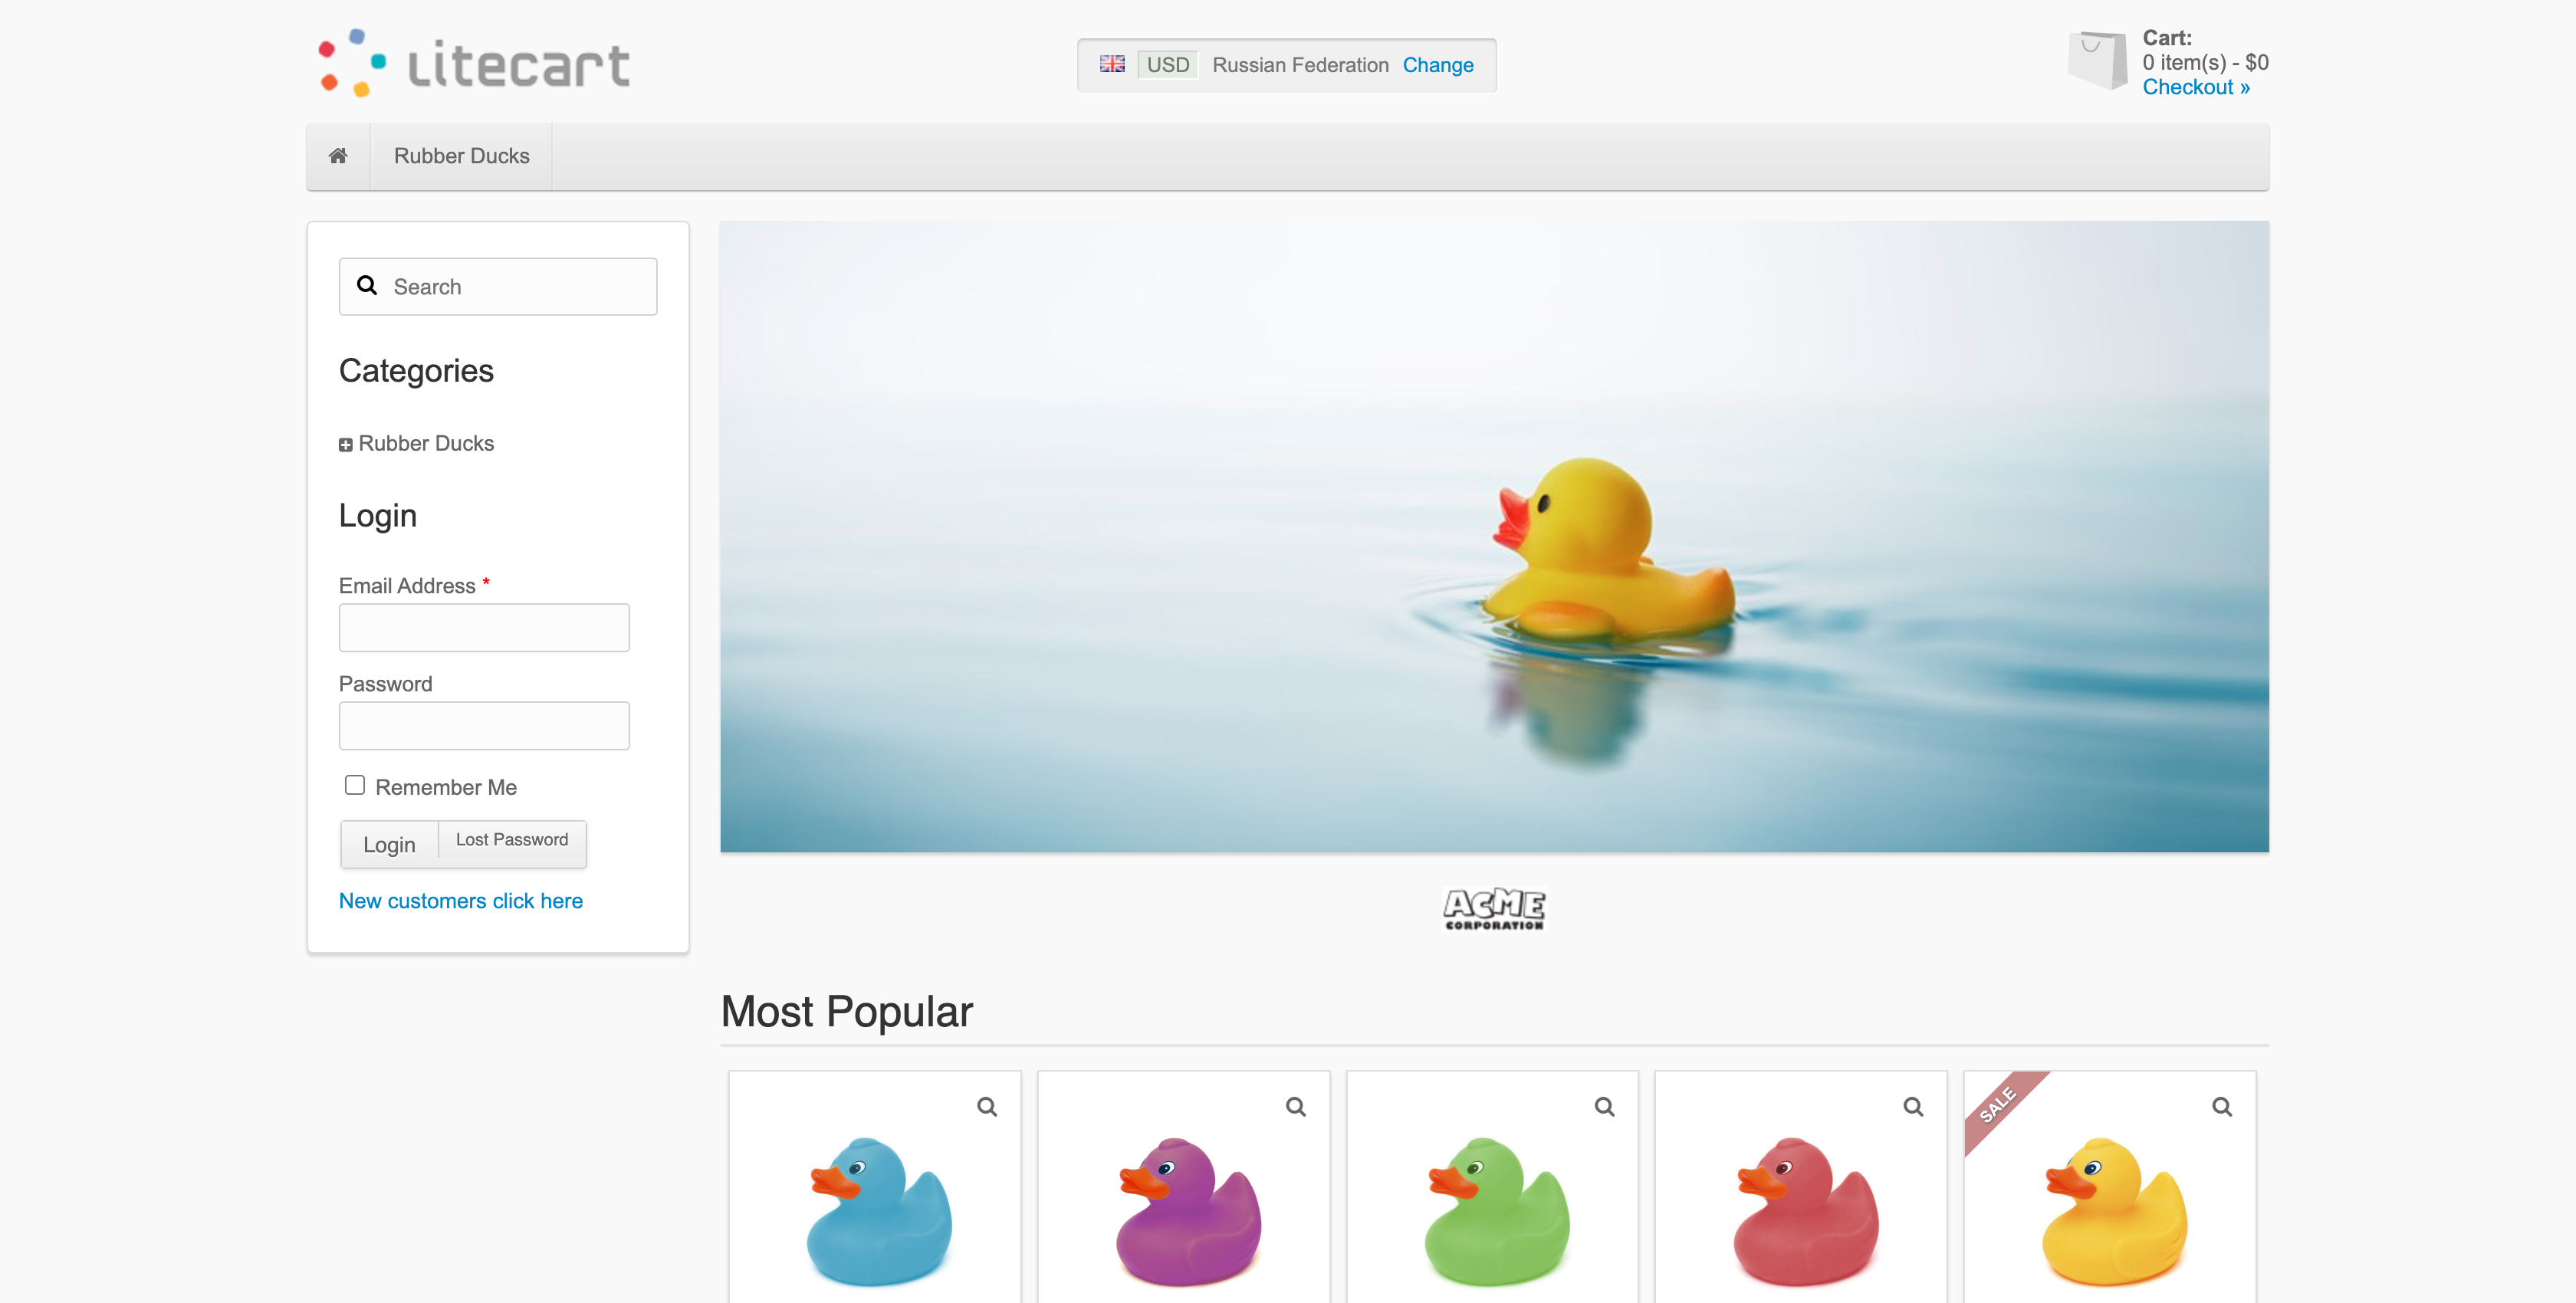 litecart
USD Russian Federation Change
Cart:
0 item(s) - $0
Checkout »
Rubber Ducks
Search
Categories
Rubber Ducks
Login
Email Address *
Password
Remember Me
Login Lost Password
New customers click here
ACME
CORPORATION
Most Popular
SALE